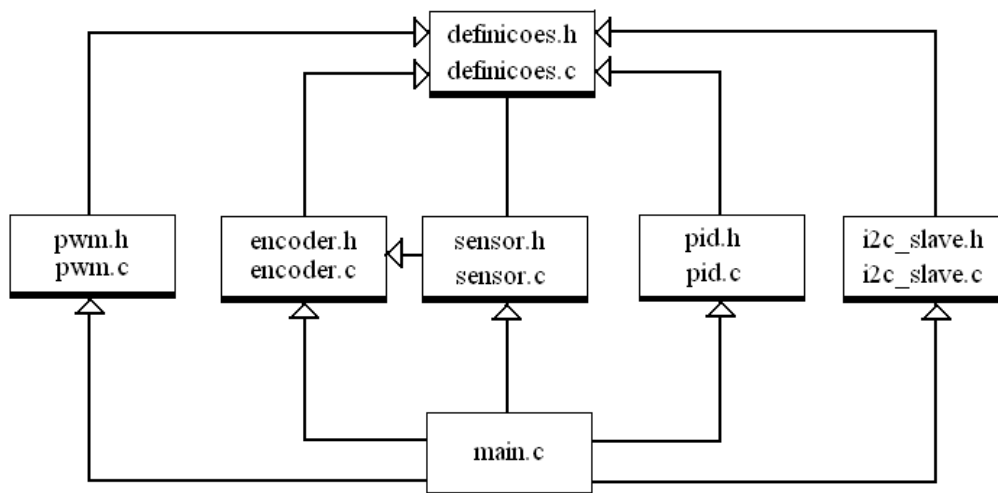 definicoes.h
definicoes.c
pwm.h
pwm.c
encoder.h
encoder.c
sensor.h
sensor.c
pid.h
pid.c
i2c_slave.h
i2c_slave.c
main.c